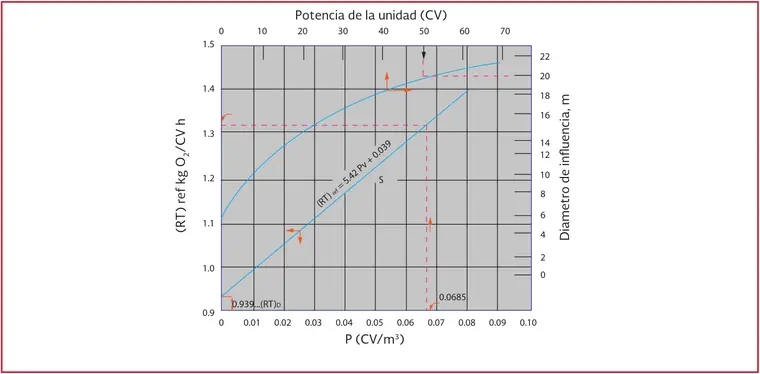 Potencia de la unidad (CV)
0 10 20 30 40 50 60 70
1.5
1.4
1.3
1.2
1.1
1.0
0.9
(RT) ref kg O2/CV h
22
20
18
16
14
12
10
8
6
4
2
0
Diametro de influencia, m
(RT) ref = 5.42 Pv + 0.039
S
0.939...(RT)o
0.0685
0 0.01 0.02 0.03 0.04 0.05 0.06 0.07 0.08 0.09 0.10
P (CV/m³)